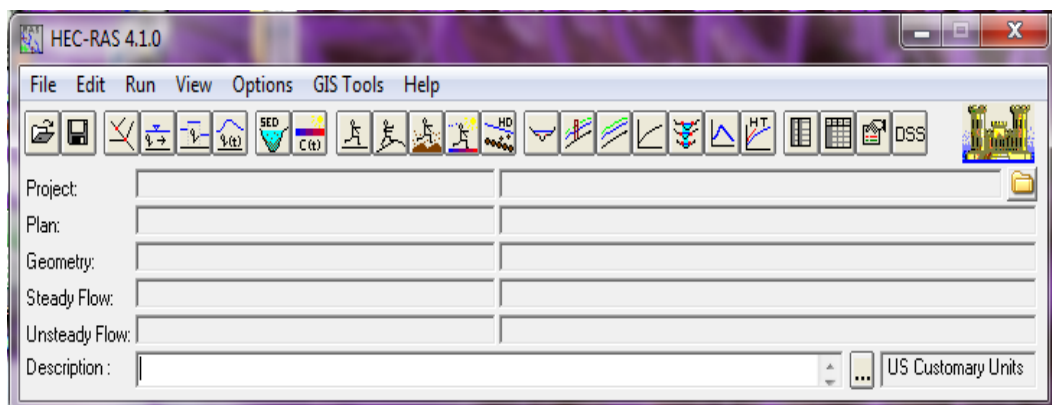 HEC-RAS 4.1.0
File Edit Run View Options GIS Tools Help
SED C(t) HD HT DSS
Project:
Plan:
Geometry:
Steady Flow:
Unsteady Flow:
Description : ... US Customary Units